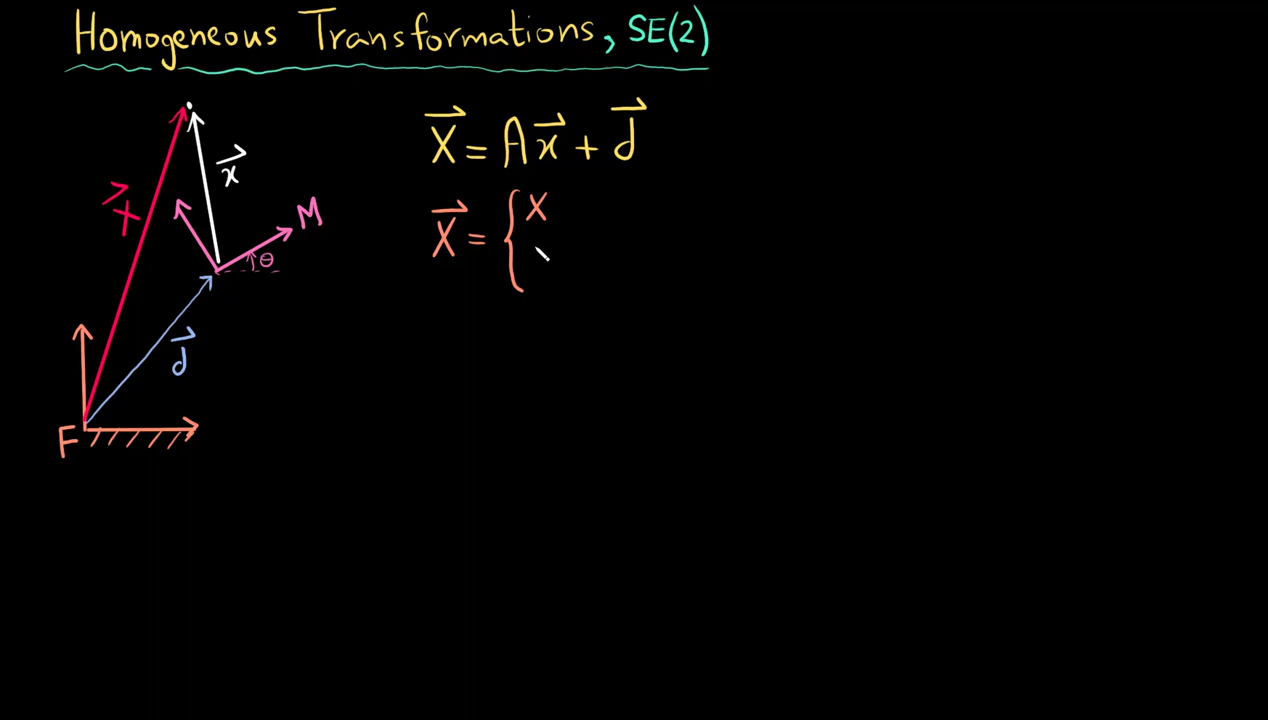 Homogeneous Transformations, SE(2)
X⃗ = A x⃗ + d⃗
X⃗ = { X
X⃗
x⃗
M
θ
d⃗
F